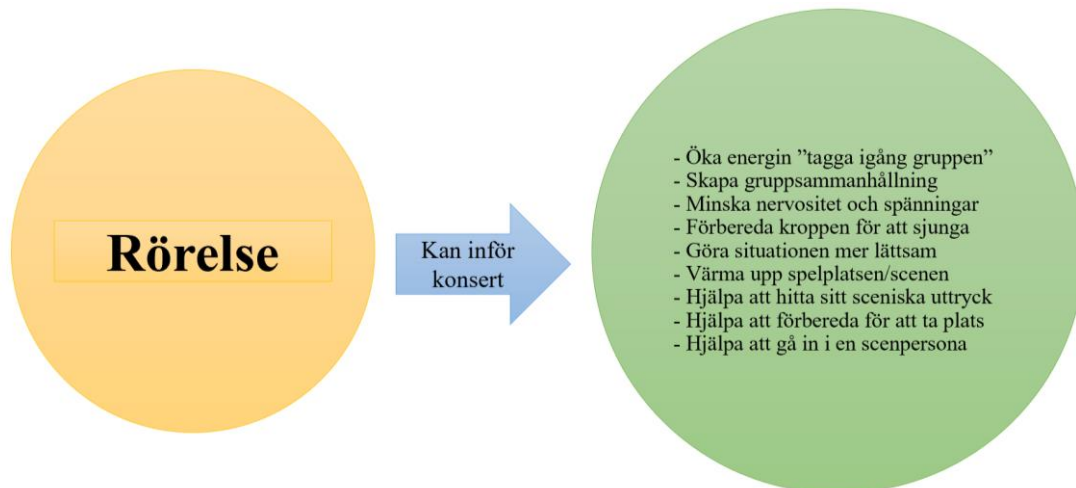 Rörelse
Kan inför
konsert
- Öka energin ”tagga igång gruppen”
- Skapa gruppsammanhållning
- Minska nervositet och spänningar
- Förbereda kroppen för att sjunga
- Göra situationen mer lättsam
- Värma upp spelplatsen/scenen
- Hjälpa att hitta sitt sceniska uttryck
- Hjälpa att förbereda för att ta plats
- Hjälpa att gå in i en scenpersona